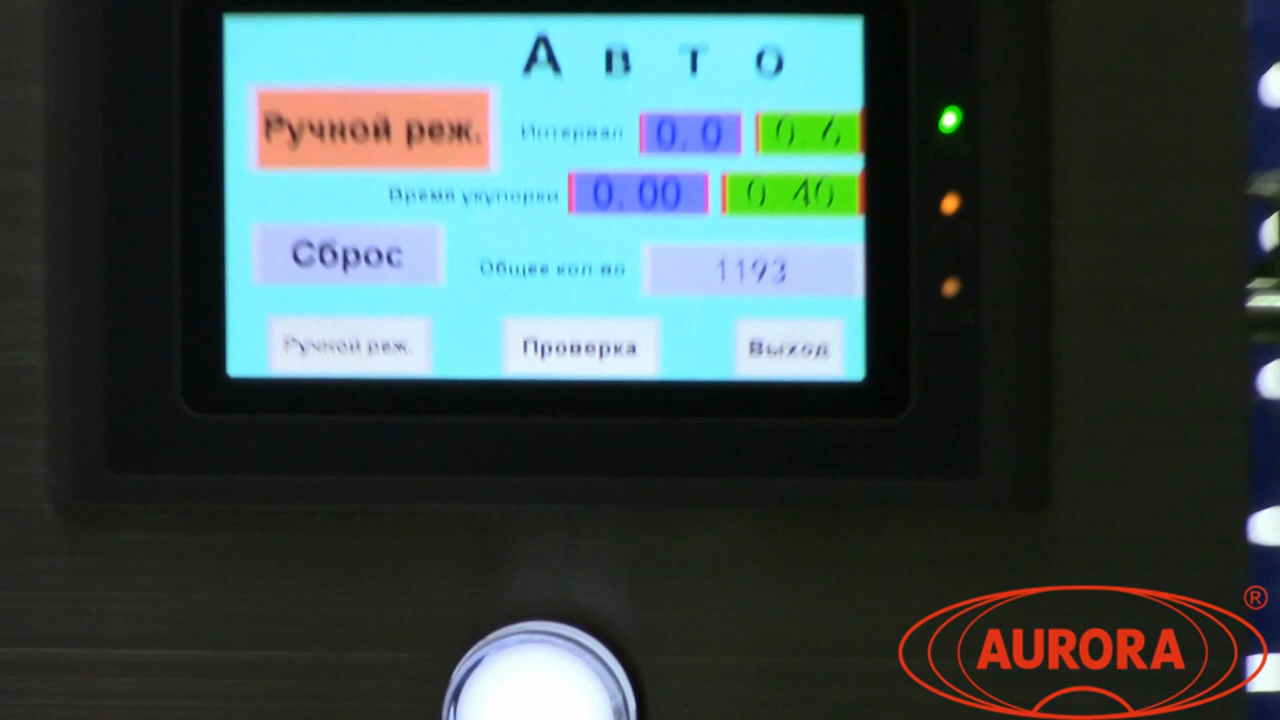 Авто
Ручной реж.
Интервал 0.0 0.6
Время укупорки 0.00 0.40
Сброс
Общее кол-во 1193
Ручной реж. Проверка Выход
AURORA ®